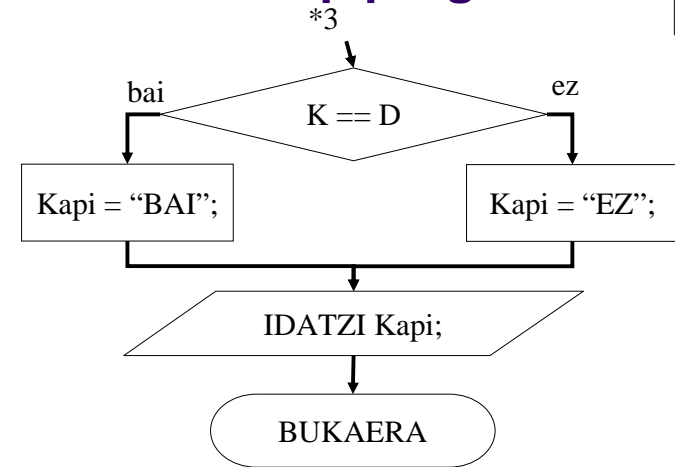 *3
bai
ez
K == D
Kapi = “BAI”;
Kapi = “EZ”;
IDATZI Kapi;
BUKAERA